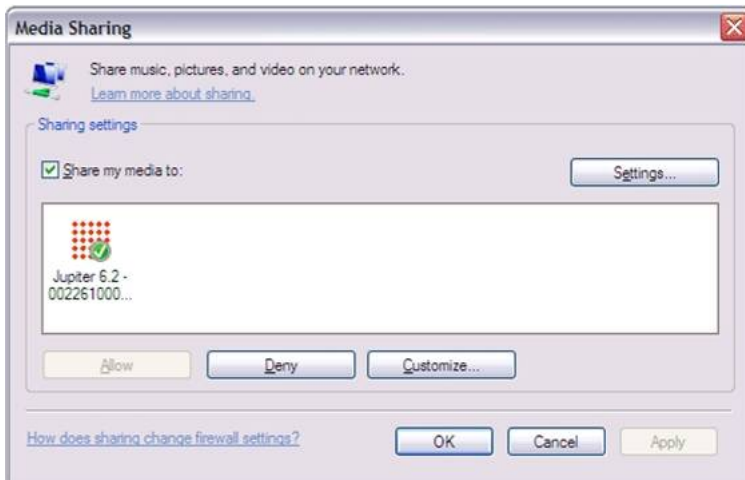 Media Sharing
Share music, pictures, and video on your network.
Learn more about sharing.
Sharing settings
Share my media to:
Settings...
Jupiter 6.2 -
002261000...
Allow
Deny
Customize...
How does sharing change firewall settings?
OK
Cancel
Apply